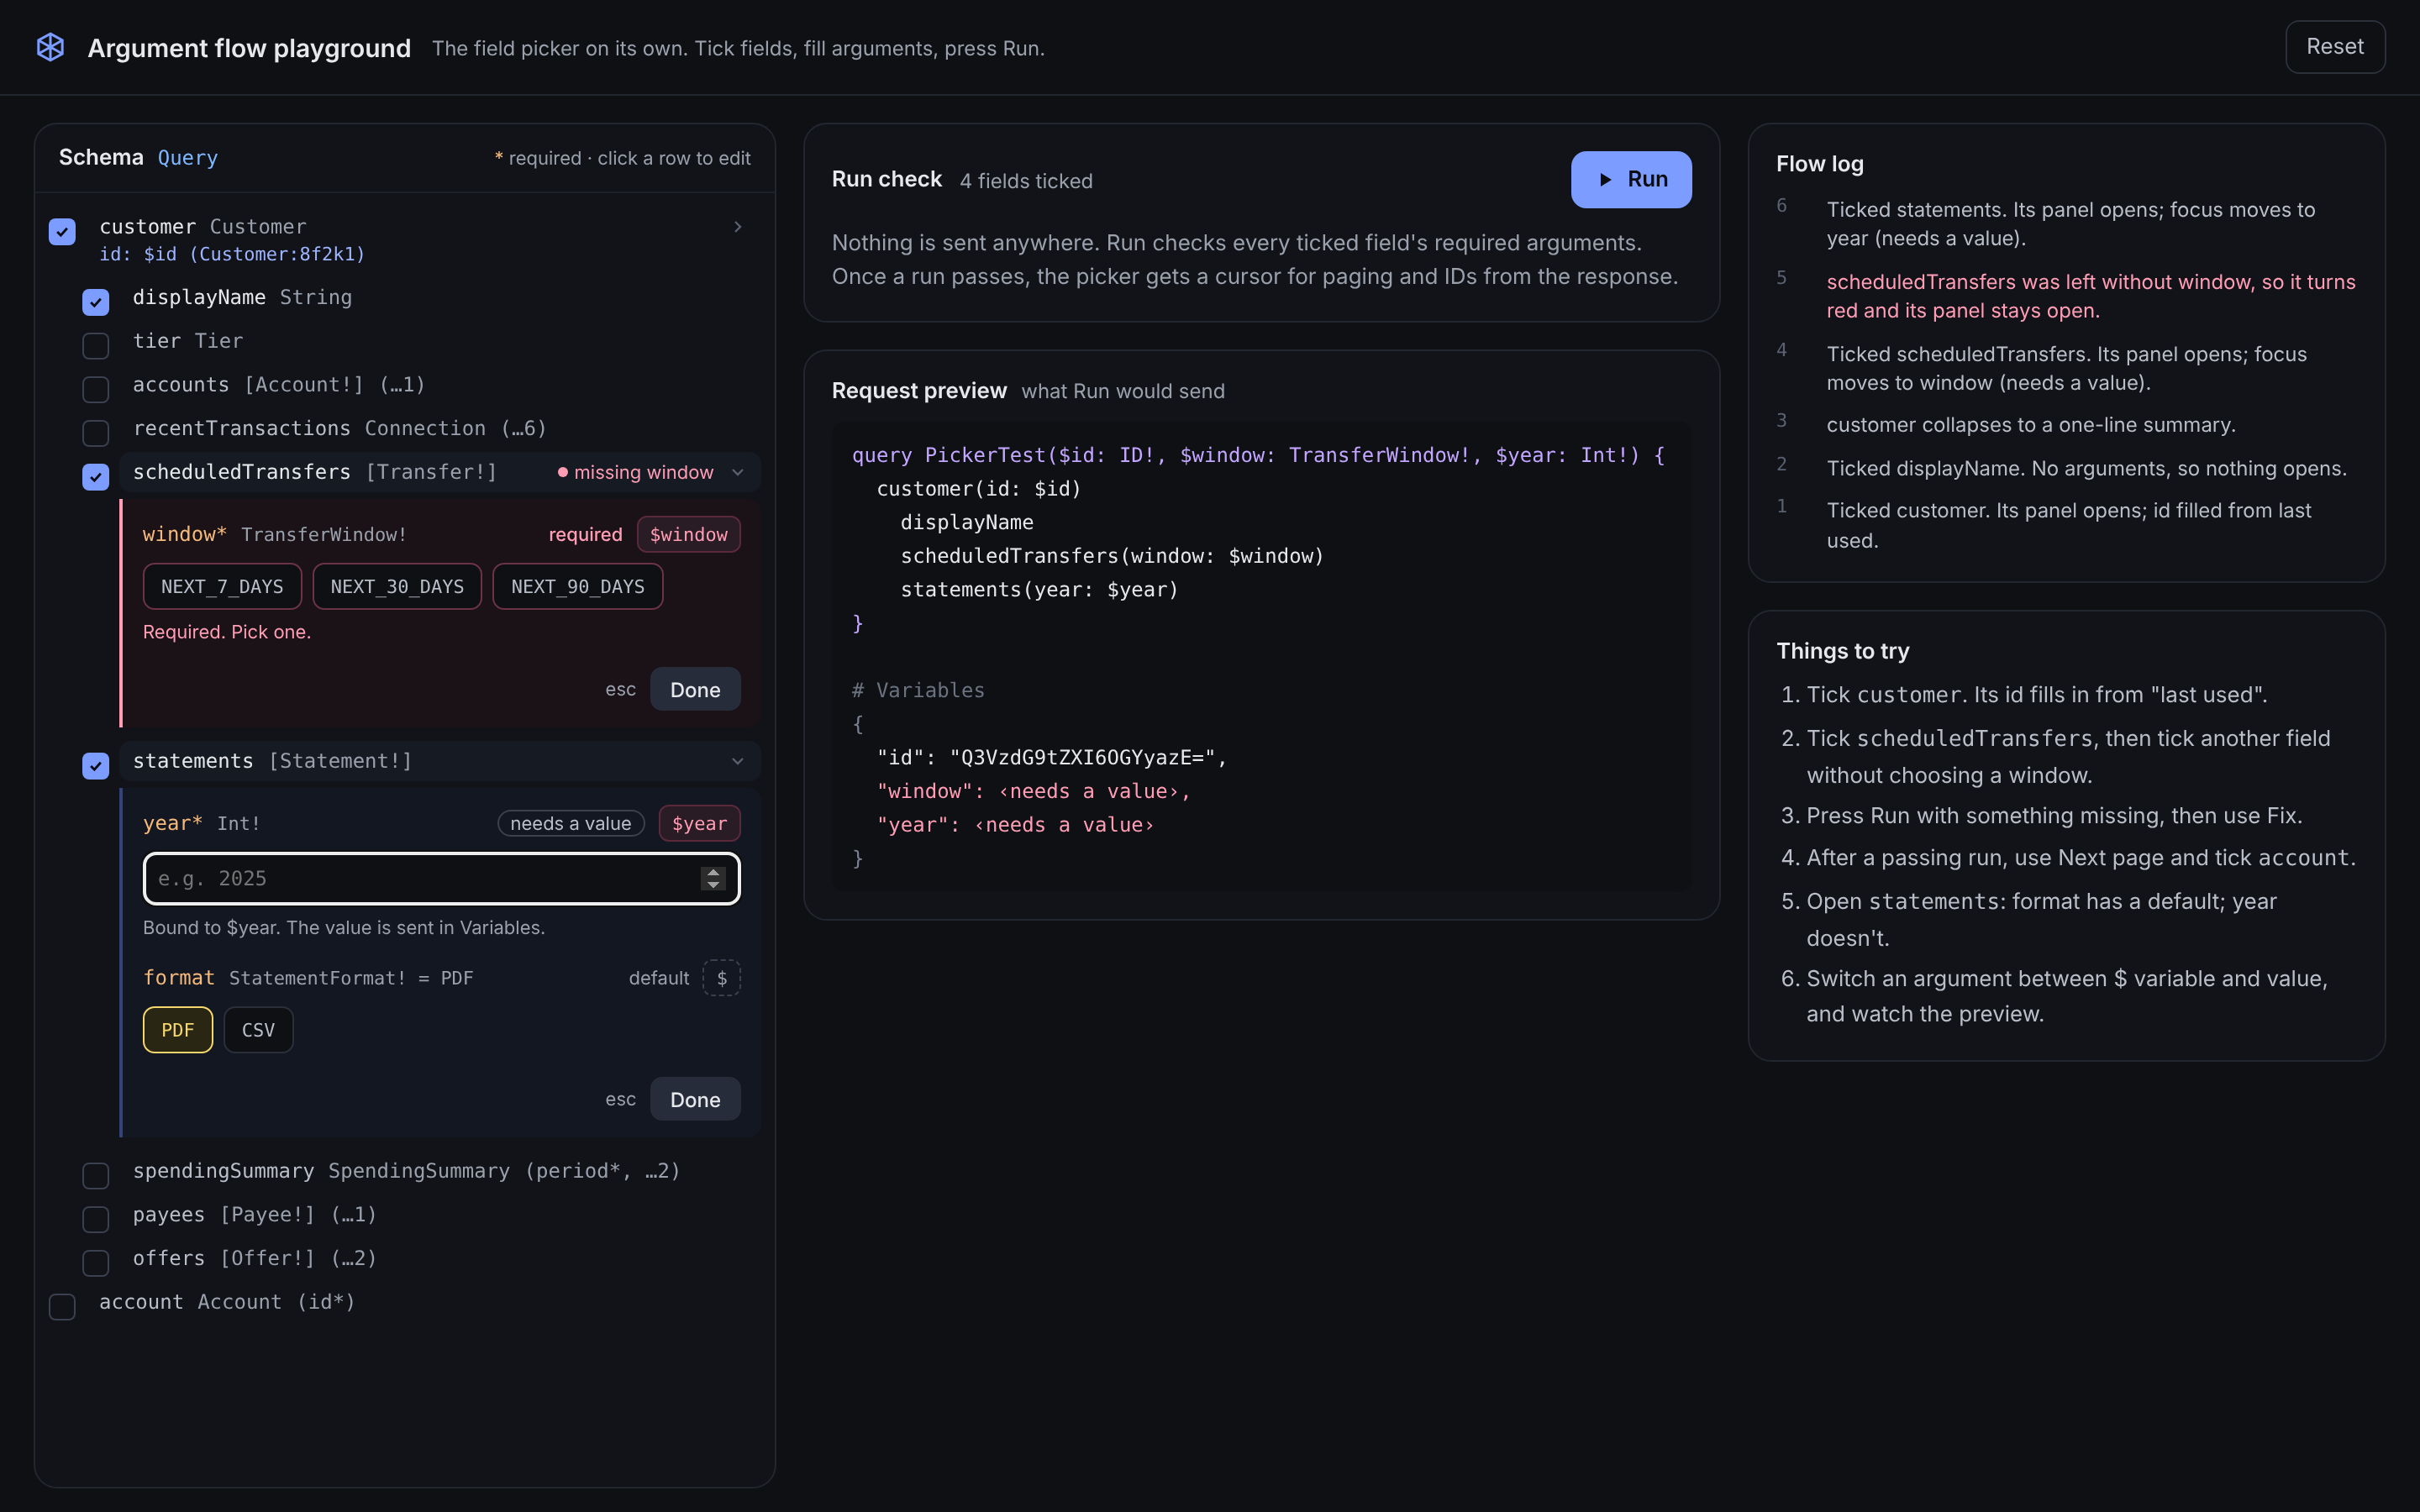 Argument flow playground The field picker on its own. Tick fields, fill arguments, press Run. Reset
Schema Query * required · click a row to edit
customer Customer
id: $id (Customer:8f2k1)
displayName String
tier Tier
accounts [Account!] (…1)
recentTransactions Connection (…6)
scheduledTransfers [Transfer!] missing window
window* TransferWindow! required $window
NEXT_7_DAYS NEXT_30_DAYS NEXT_90_DAYS
Required. Pick one.
esc Done
statements [Statement!]
year* Int! needs a value $year
e.g. 2025
Bound to $year. The value is sent in Variables.
format StatementFormat! = PDF default $
PDF CSV
esc Done
spendingSummary SpendingSummary (period*, …2)
payees [Payee!] (…1)
offers [Offer!] (…2)
account Account (id*)
Run check 4 fields ticked Run
Nothing is sent anywhere. Run checks every ticked field's required arguments.
Once a run passes, the picker gets a cursor for paging and IDs from the response.
Request preview what Run would send
query PickerTest($id: ID!, $window: TransferWindow!, $year: Int!) {
customer(id: $id)
displayName
scheduledTransfers(window: $window)
statements(year: $year)
}
# Variables
{
"id": "Q3VzdG9tZXI6OGYyazE=",
"window": ‹needs a value›,
"year": ‹needs a value›
}
Flow log
6 Ticked statements. Its panel opens; focus moves to
year (needs a value).
5 scheduledTransfers was left without window, so it turns
red and its panel stays open.
4 Ticked scheduledTransfers. Its panel opens; focus
moves to window (needs a value).
3 customer collapses to a one-line summary.
2 Ticked displayName. No arguments, so nothing opens.
1 Ticked customer. Its panel opens; id filled from last
used.
Things to try
1. Tick customer. Its id fills in from "last used".
2. Tick scheduledTransfers, then tick another field
without choosing a window.
3. Press Run with something missing, then use Fix.
4. After a passing run, use Next page and tick account.
5. Open statements: format has a default; year
doesn't.
6. Switch an argument between $ variable and value,
and watch the preview.